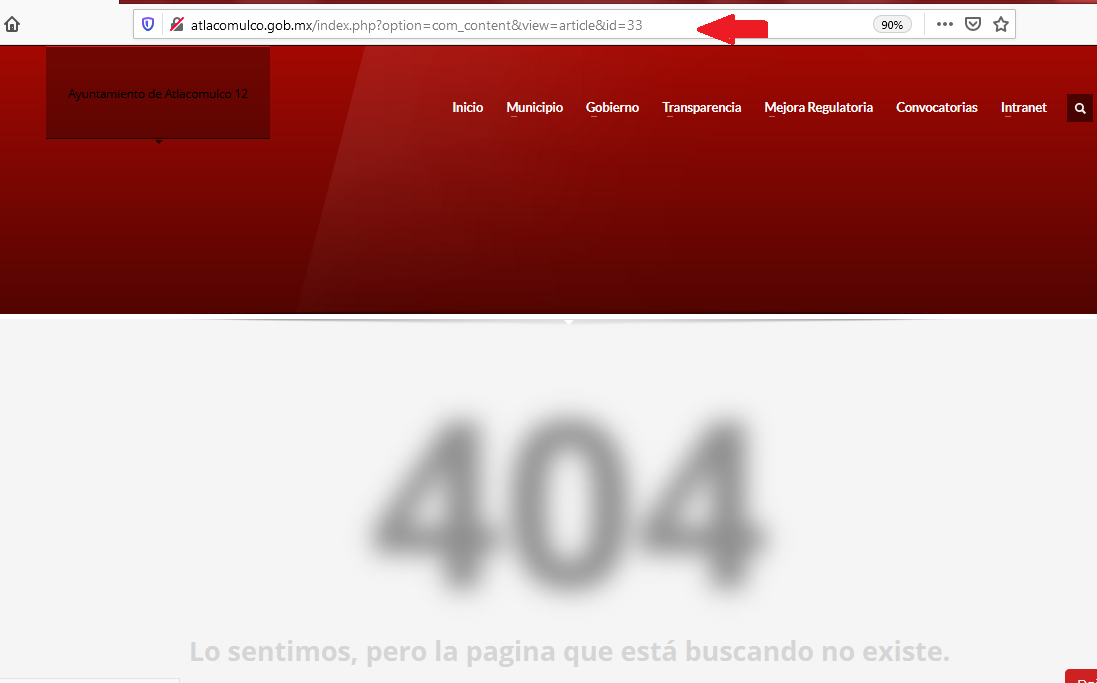 atlacomulco.gob.mx/index.php?option=com_content&view=article&id=33
90%
Ayuntamiento de Atlacomulco 12
Inicio
Municipio
Gobierno
Transparencia
Mejora Regulatoria
Convocatorias
Intranet
404
Lo sentimos, pero la pagina que está buscando no existe.